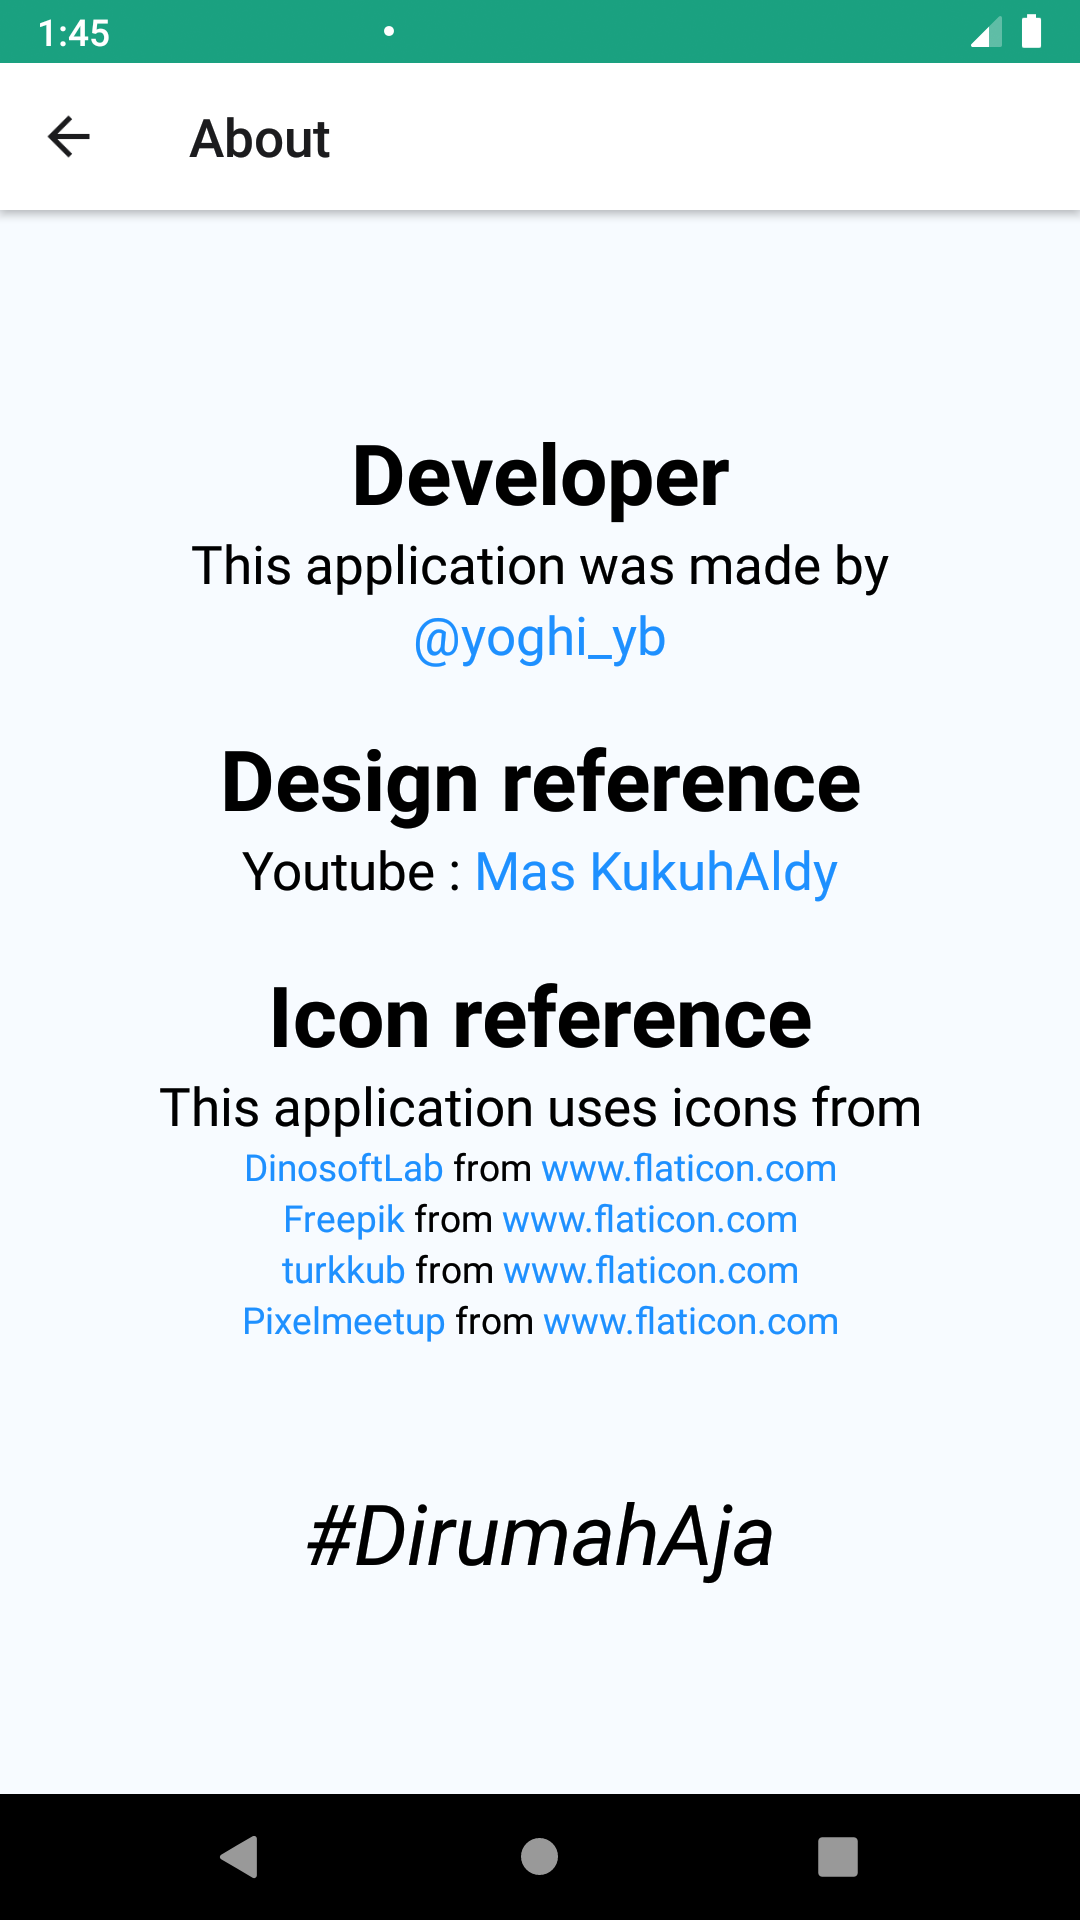 1:45
About
Developer
This application was made by
@yoghi_yb
Design reference
Youtube : Mas KukuhAldy
Icon reference
This application uses icons from
DinosoftLab from www.flaticon.com
Freepik from www.flaticon.com
turkkub from www.flaticon.com
Pixelmeetup from www.flaticon.com
#DirumahAja